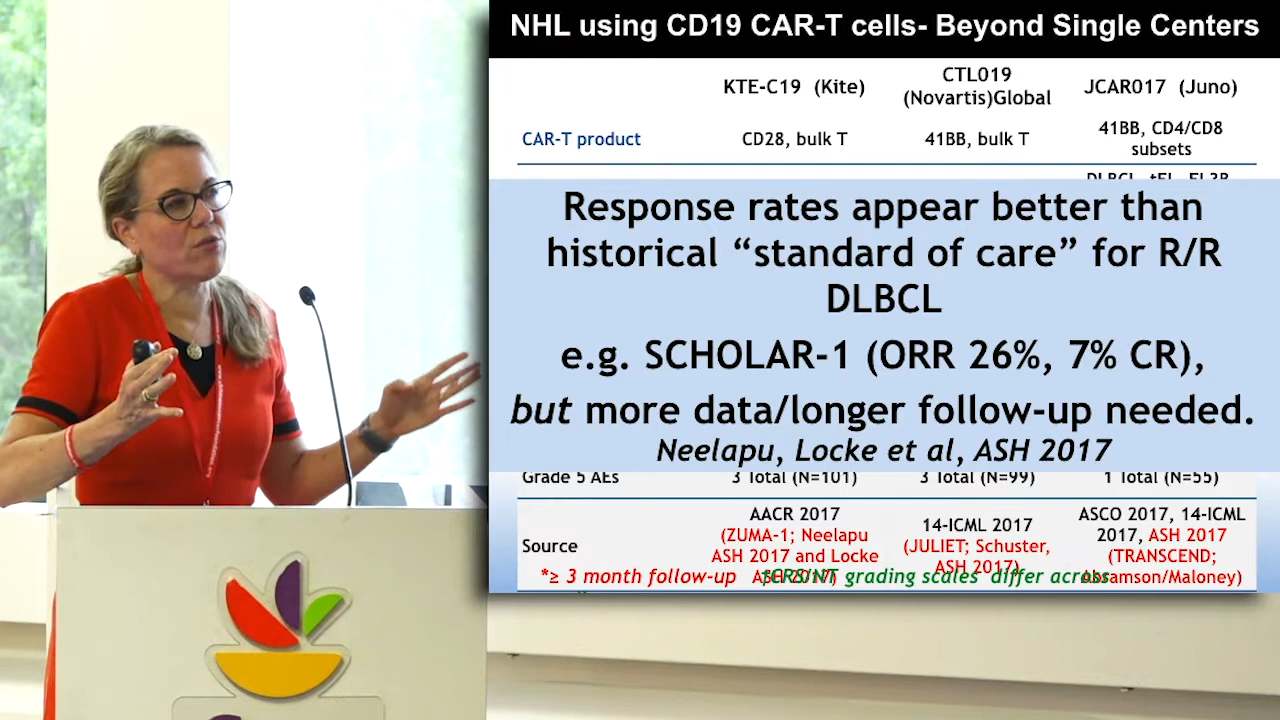 NHL using CD19 CAR-T cells- Beyond Single Centers
KTE-C19 (Kite)
CTL019
(Novartis)Global
JCAR017 (Juno)
CAR-T product
CD28, bulk T
41BB, bulk T
41BB, CD4/CD8
subsets
Response rates appear better than
historical “standard of care” for R/R
DLBCL
e.g. SCHOLAR-1 (ORR 26%, 7% CR),
but more data/longer follow-up needed.
Neelapu, Locke et al, ASH 2017
Grade 5 AEs
3 Total (N=101)
3 Total (N=99)
1 Total (N=55)
Source
AACR 2017
(ZUMA-1; Neelapu
ASH 2017 and Locke
ASH 2017)
14-ICML 2017
(JULIET; Schuster,
ASH 2017)
ASCO 2017, 14-ICML
2017, ASH 2017
(TRANSCEND;
Abramson/Maloney)
*≥ 3 month follow-up
grading scales differ across